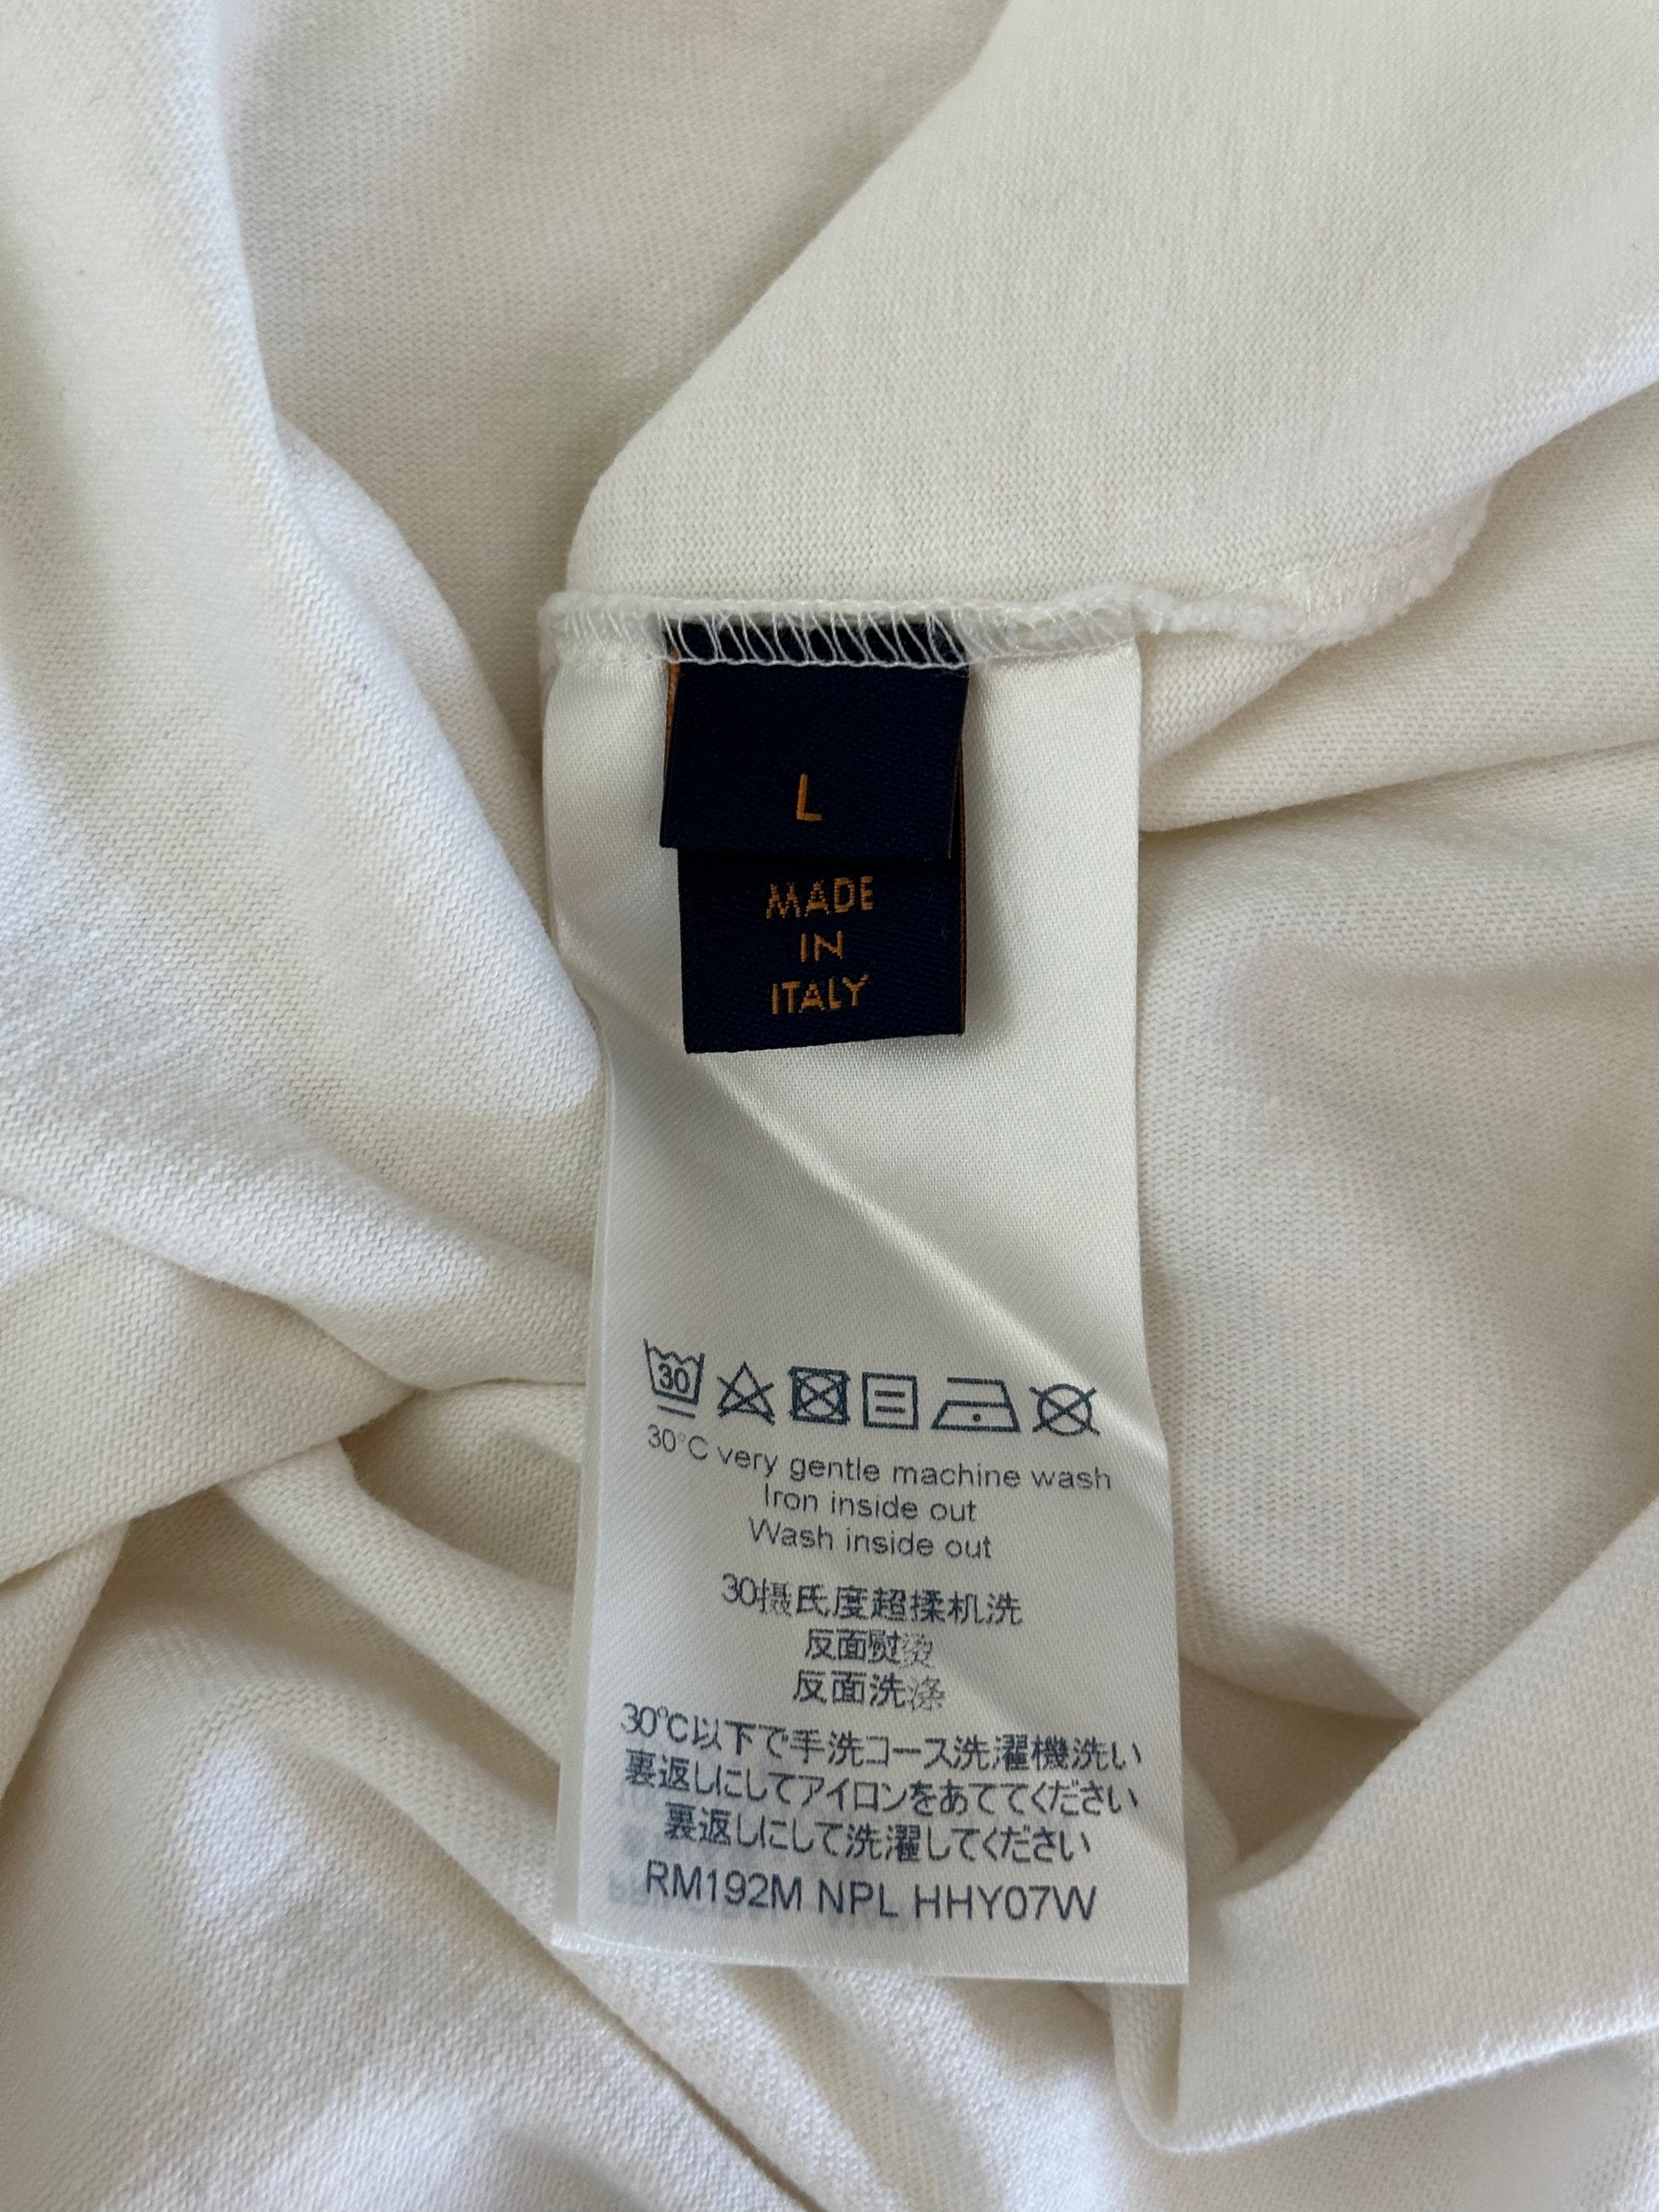 L
MADE
IN
ITALY
30
30°C very gentle machine wash
Iron inside out
Wash inside out
30摄氏度超揉机洗
反面熨烫
反面洗涤
30℃以下で手洗コース洗濯機洗い
裏返しにしてアイロンをあててください
裏返しにして洗濯してください
RM192M NPL HHY07W